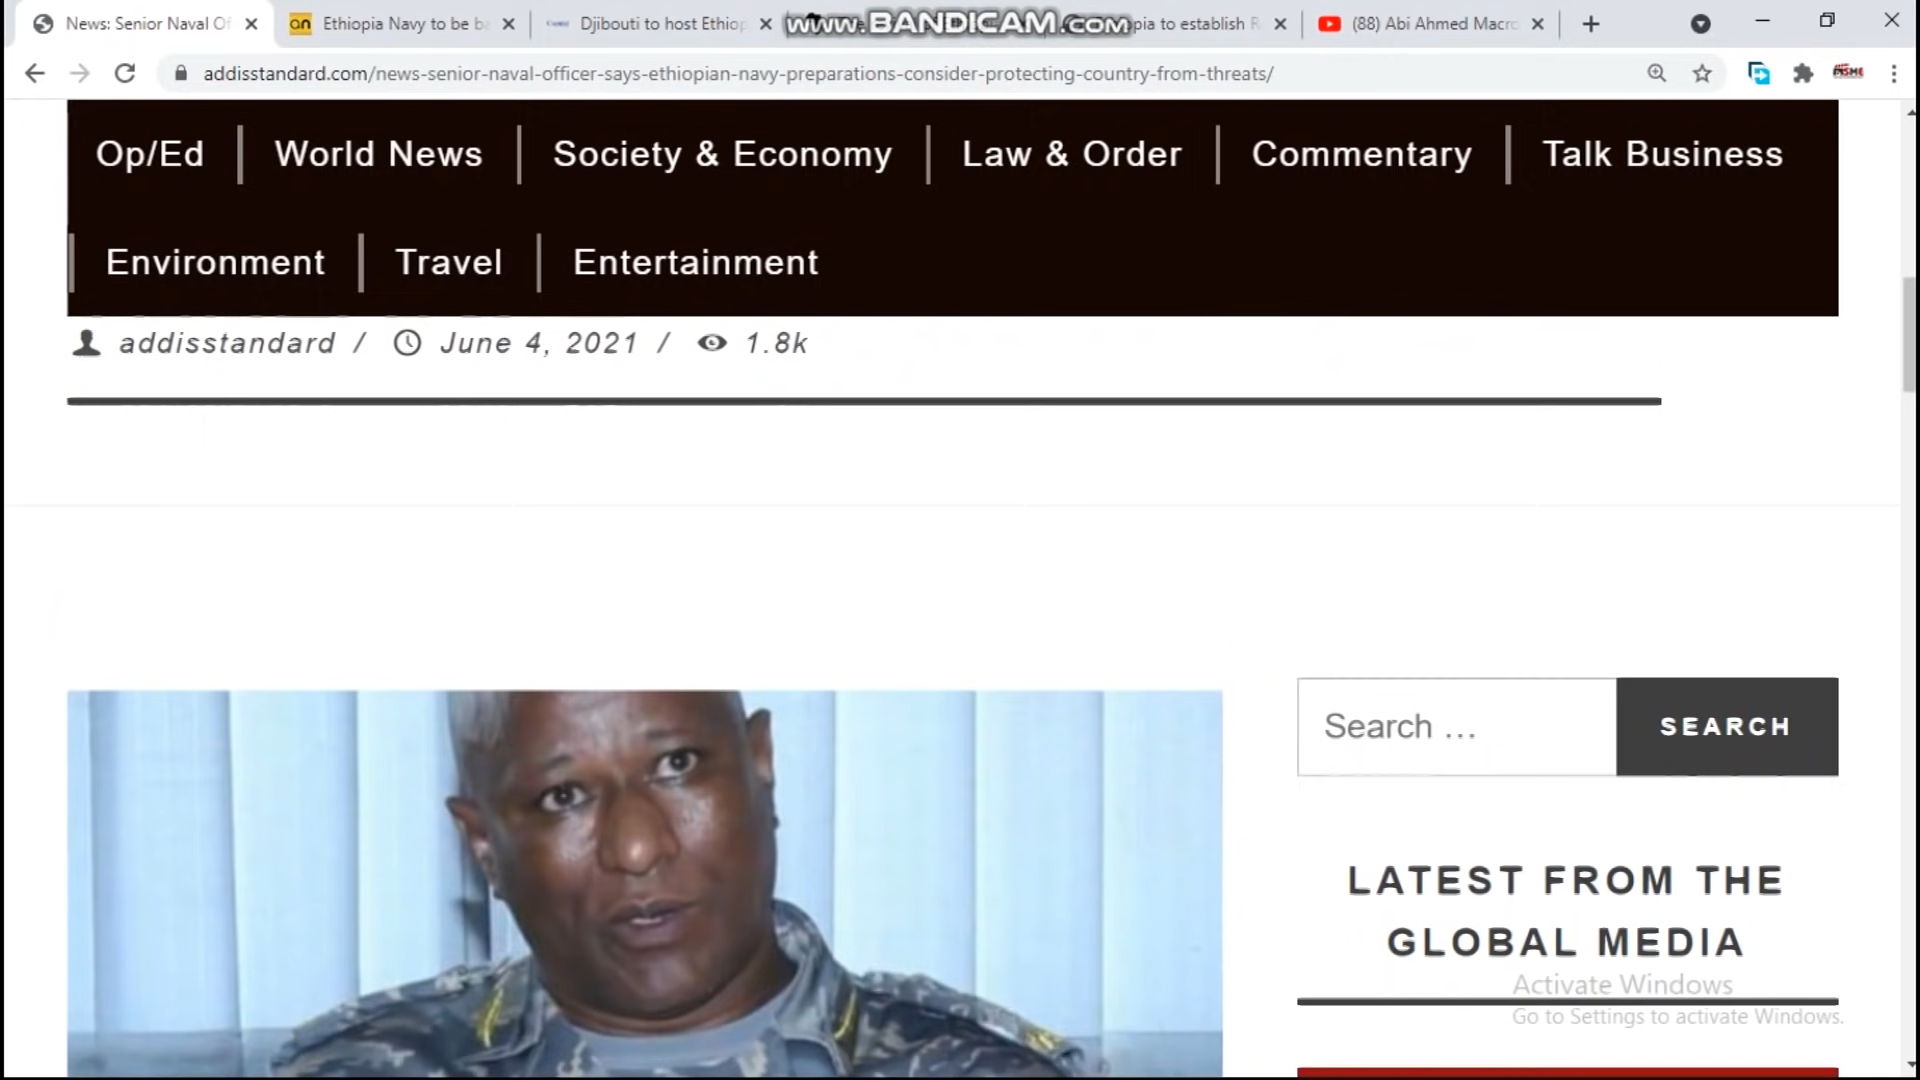 News: Senior Naval Of
Ethiopia Navy to be ba
Djibouti to host Ethiop
www.BANDICAM.com
opia to establish R
(88) Abi Ahmed Macro
addisstandard.com/news-senior-naval-officer-says-ethiopian-navy-preparations-consider-protecting-country-from-threats/
Op/Ed World News Society & Economy Law & Order Commentary Talk Business
Environment Travel Entertainment
addisstandard / June 4, 2021 / 1.8k
Search ... SEARCH
LATEST FROM THE
GLOBAL MEDIA
Activate Windows
Go to Settings to activate Windows.